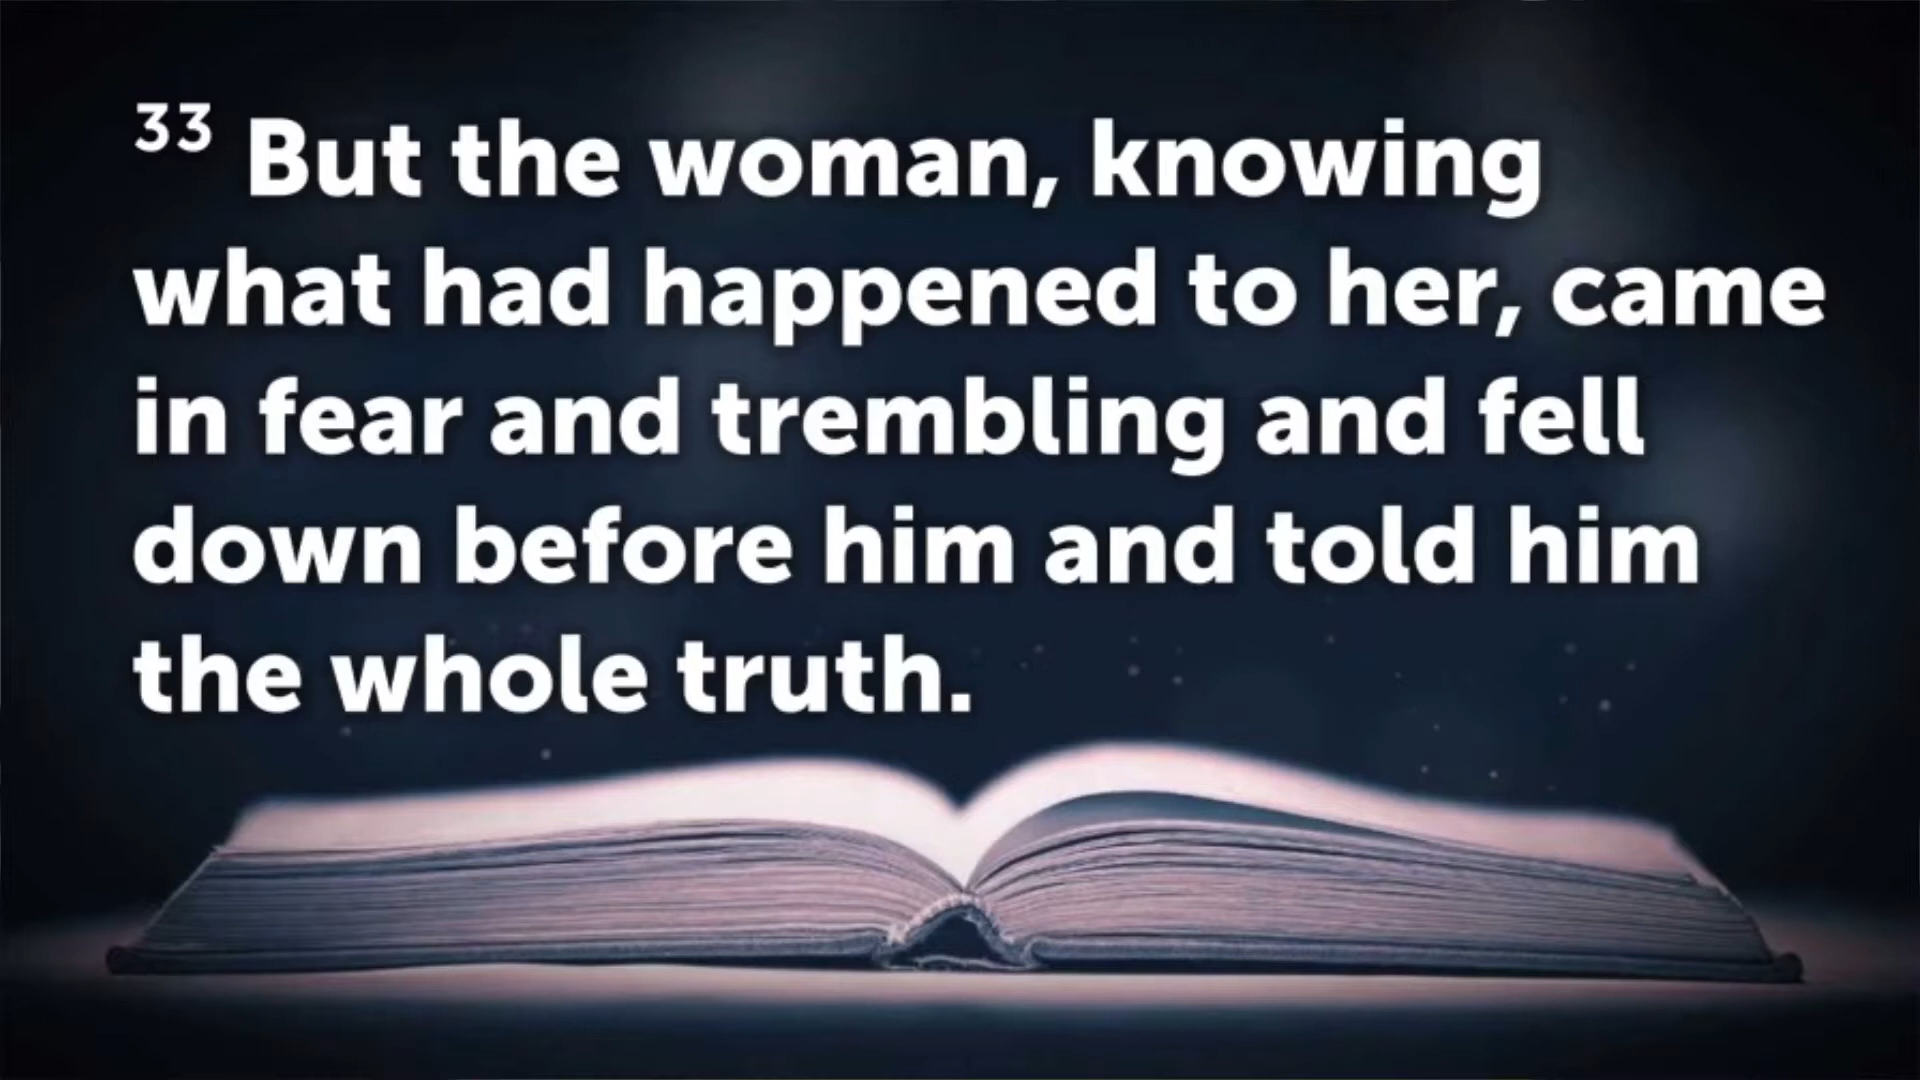 33 But the woman, knowing
what had happened to her, came
in fear and trembling and fell
down before him and told him
the whole truth.